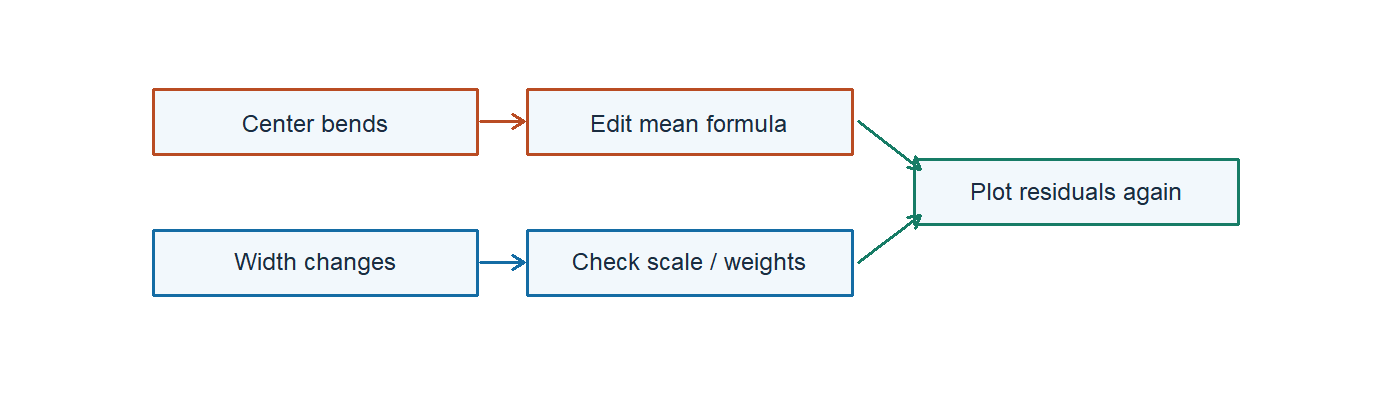 Center bends
Edit mean formula
Plot residuals again
Width changes
Check scale / weights